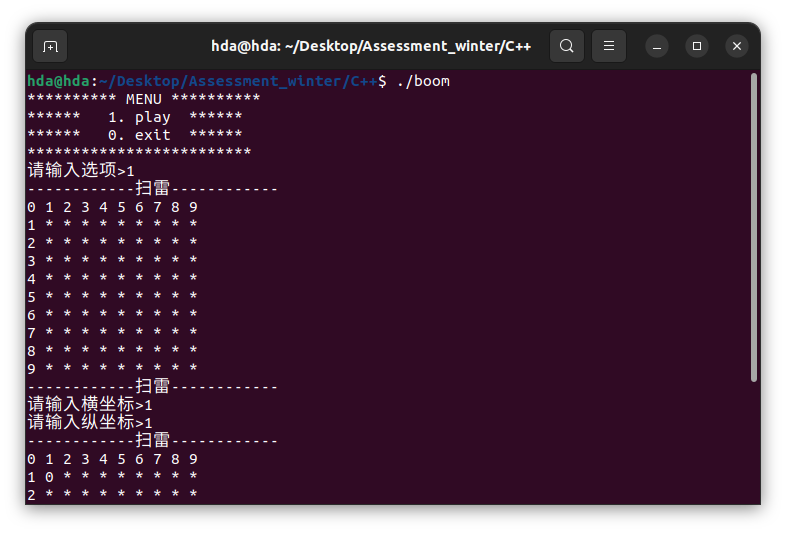 hda@hda: ~/Desktop/Assessment_winter/C++
hda@hda:~/Desktop/Assessment_winter/C++$ ./boom
********** MENU **********
******   1. play  ******
******   0. exit  ******
*************************
请输入选项>1
------------扫雷------------
0 1 2 3 4 5 6 7 8 9
1 * * * * * * * * *
2 * * * * * * * * *
3 * * * * * * * * *
4 * * * * * * * * *
5 * * * * * * * * *
6 * * * * * * * * *
7 * * * * * * * * *
8 * * * * * * * * *
9 * * * * * * * * *
------------扫雷------------
请输入横坐标>1
请输入纵坐标>1
------------扫雷------------
0 1 2 3 4 5 6 7 8 9
1 0 * * * * * * * *
2 * * * * * * * * *